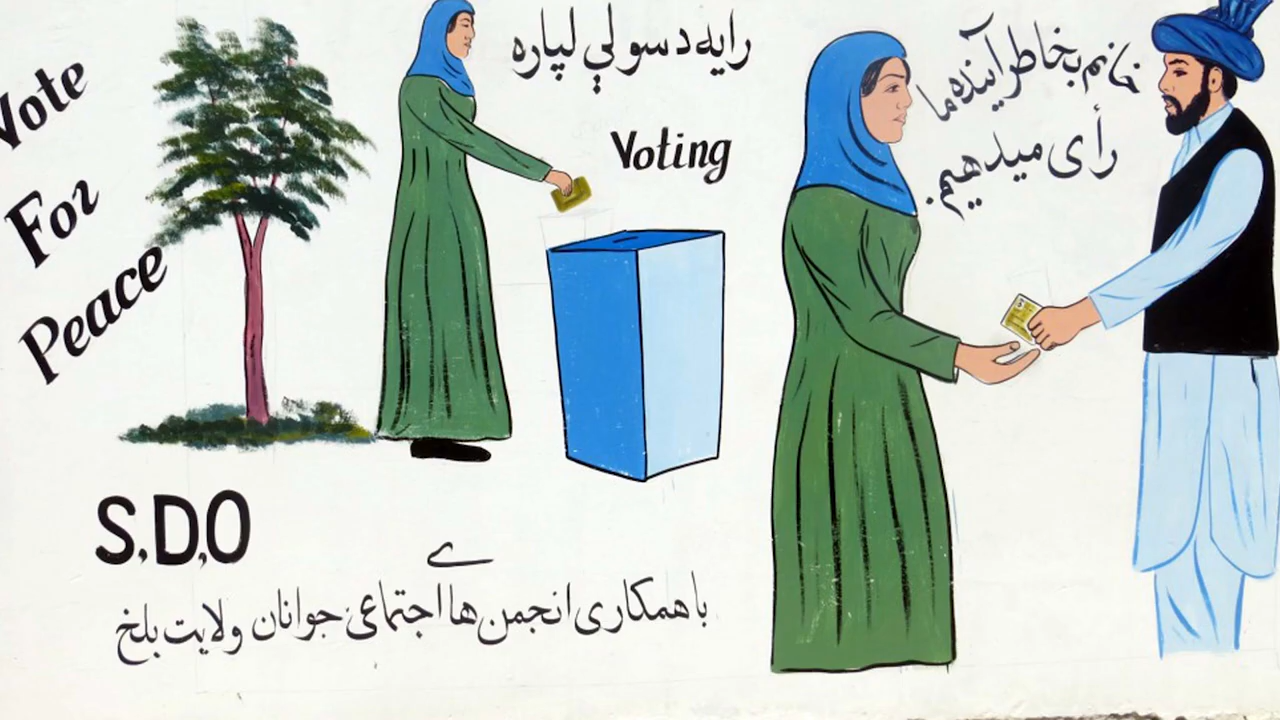 Vote
For
Peace
رایه د سولې لپاره
Voting
خانم بخاطر آینده ما
رأی میدهیم.
S.D.O
با همکاری انجمن ها ے اجتماعیٔ جوانان ولایت بلخ